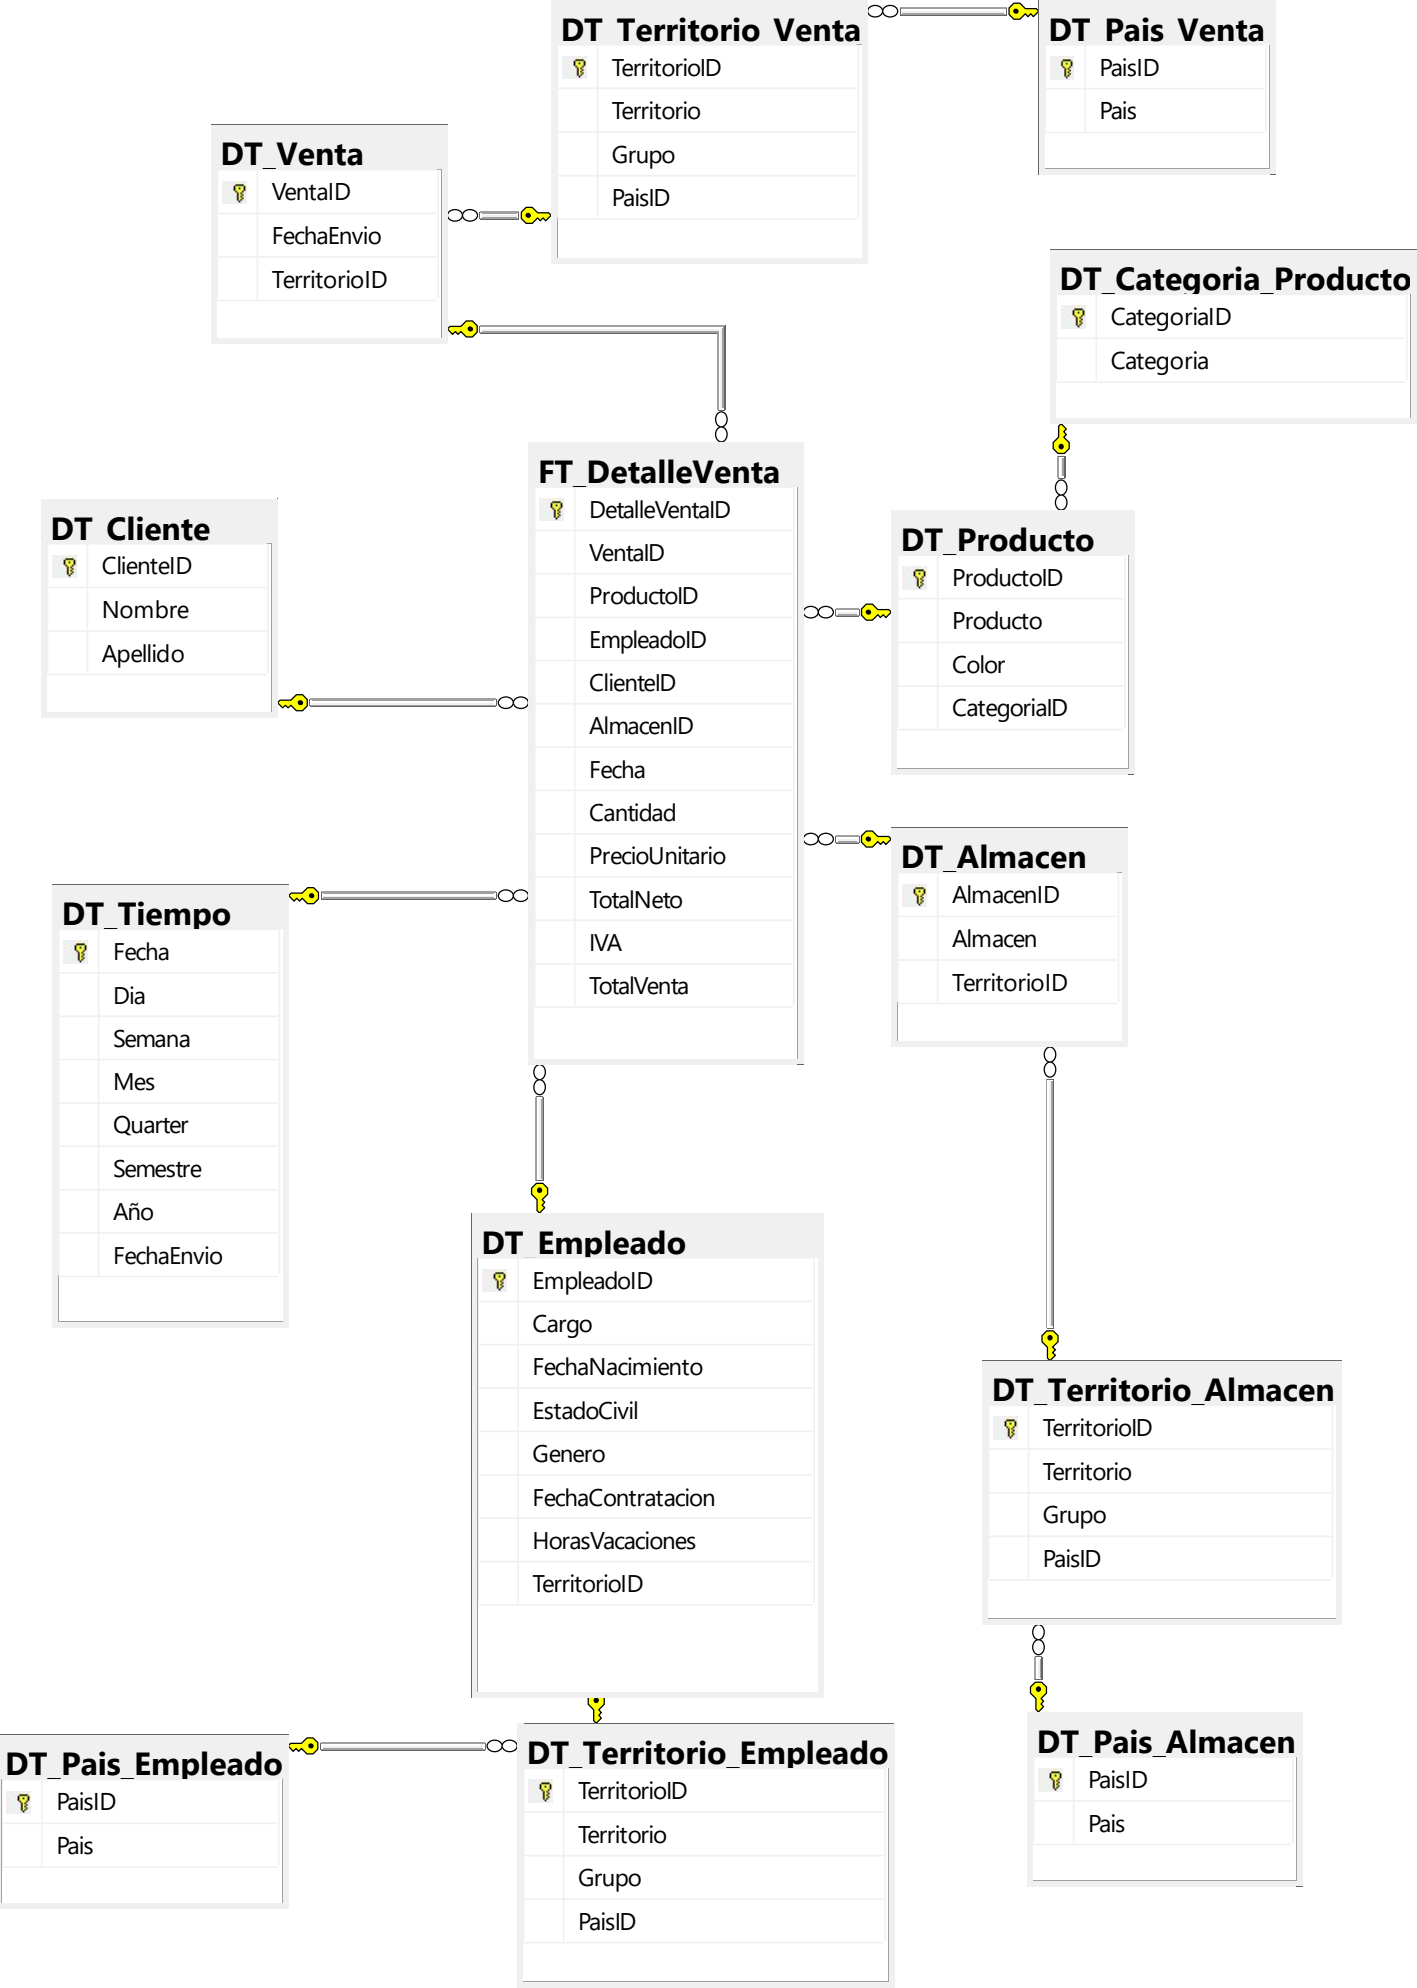 DT_Territorio_Venta
TerritorioID
Territorio
Grupo
PaisID
DT_Pais_Venta
PaisID
Pais
DT_Venta
VentaID
FechaEnvio
TerritorioID
DT_Categoria_Producto
CategoriaID
Categoria
FT_DetalleVenta
DetalleVentaID
VentaID
ProductoID
EmpleadoID
ClienteID
AlmacenID
Fecha
Cantidad
PrecioUnitario
TotalNeto
IVA
TotalVenta
DT_Cliente
ClienteID
Nombre
Apellido
DT_Producto
ProductoID
Producto
Color
CategoriaID
DT_Almacen
AlmacenID
Almacen
TerritorioID
DT_Tiempo
Fecha
Dia
Semana
Mes
Quarter
Semestre
Año
FechaEnvio
DT_Empleado
EmpleadoID
Cargo
FechaNacimiento
EstadoCivil
Genero
FechaContratacion
HorasVacaciones
TerritorioID
DT_Territorio_Almacen
TerritorioID
Territorio
Grupo
PaisID
DT_Pais_Empleado
PaisID
Pais
DT_Territorio_Empleado
TerritorioID
Territorio
Grupo
PaisID
DT_Pais_Almacen
PaisID
Pais